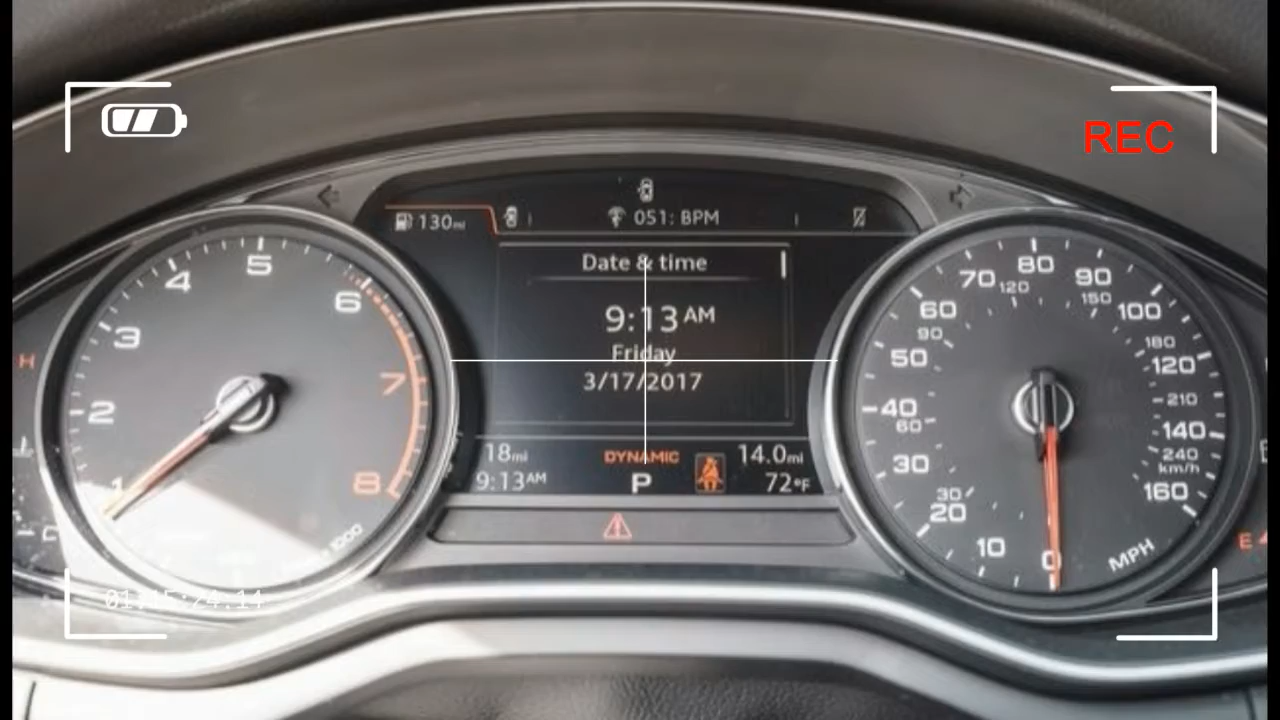 REC
130mi
051: BPM
Date & time
9:13 AM
Friday
3/17/2017
18mi
DYNAMIC
14.0mi
9:13AM
P
72°F
1
2
3
4
5
6
7
8
1000
H
C
0
10
20
30
40
50
60
70
80
90
100
120
140
160
MPH
30
60
90
120
150
180
210
240
km/h
E